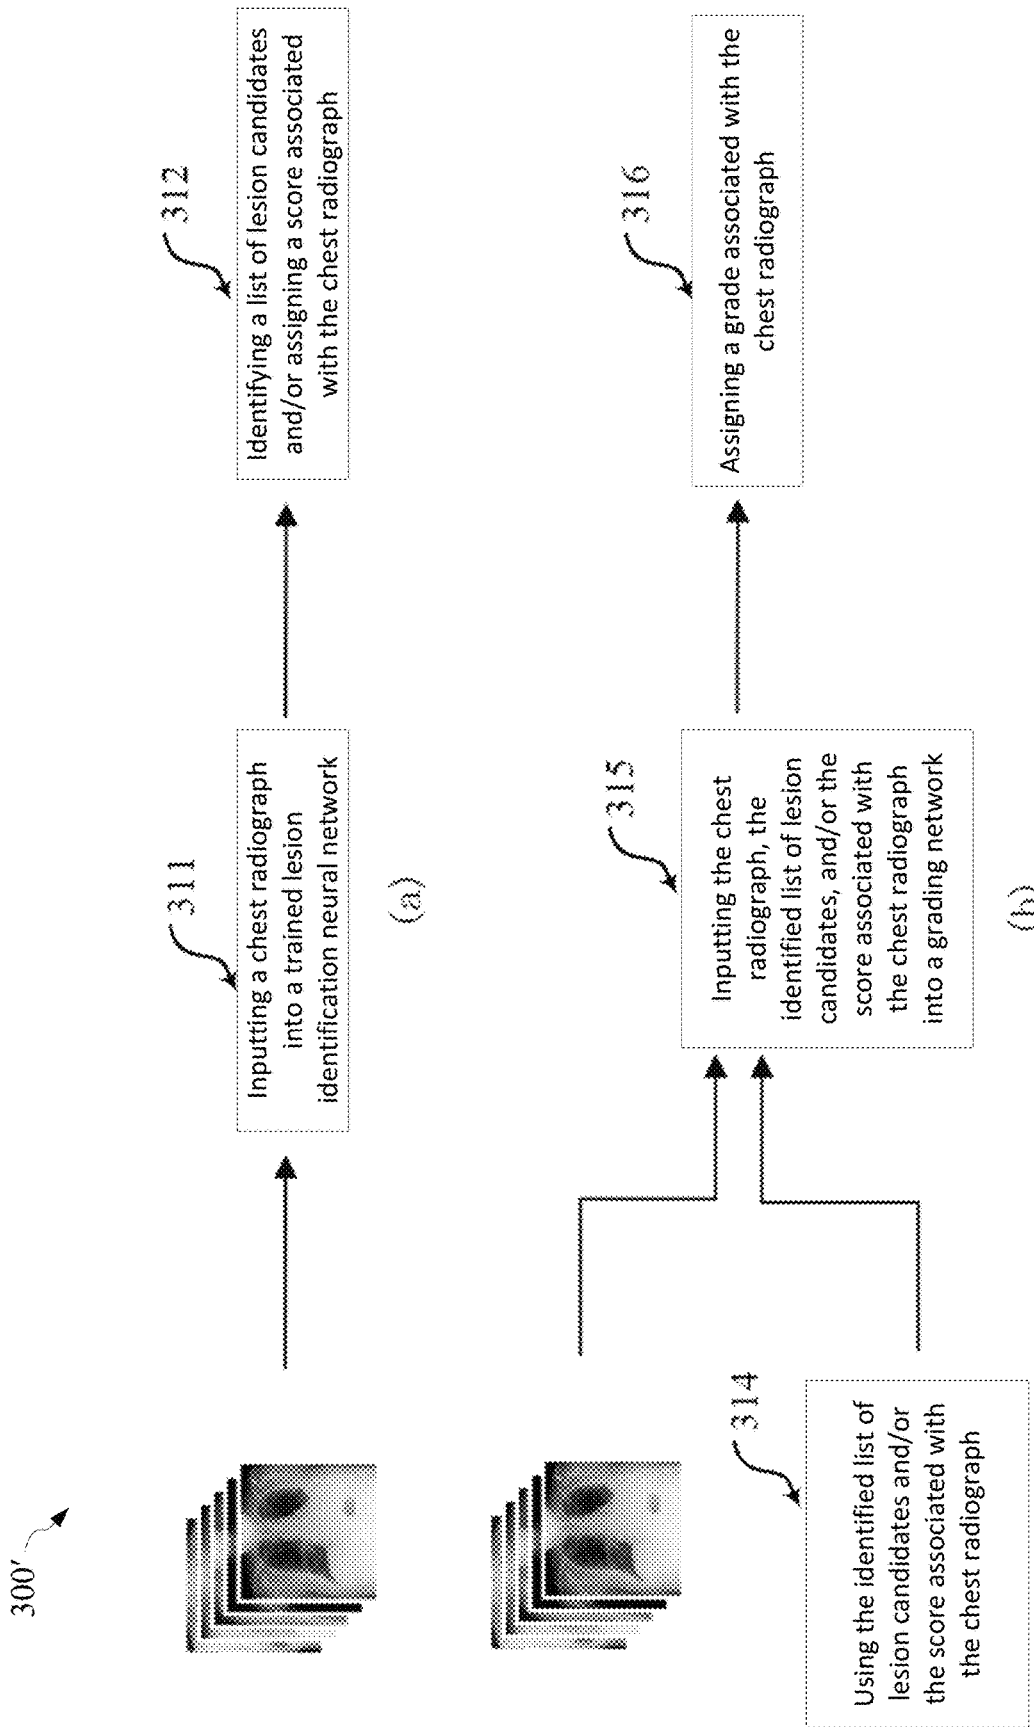 300′
311
Inputting a chest radiograph
into a trained lesion
identification neural network
312
Identifying a list of lesion candidates
and/or assigning a score associated
with the chest radiograph
(a)
314
Using the identified list of
lesion candidates and/or
the score associated with
the chest radiograph
315
Inputting the chest
radiograph, the
identified list of lesion
candidates, and/or the
score associated with
the chest radiograph
into a grading network
316
Assigning a grade associated with the
chest radiograph
(b)